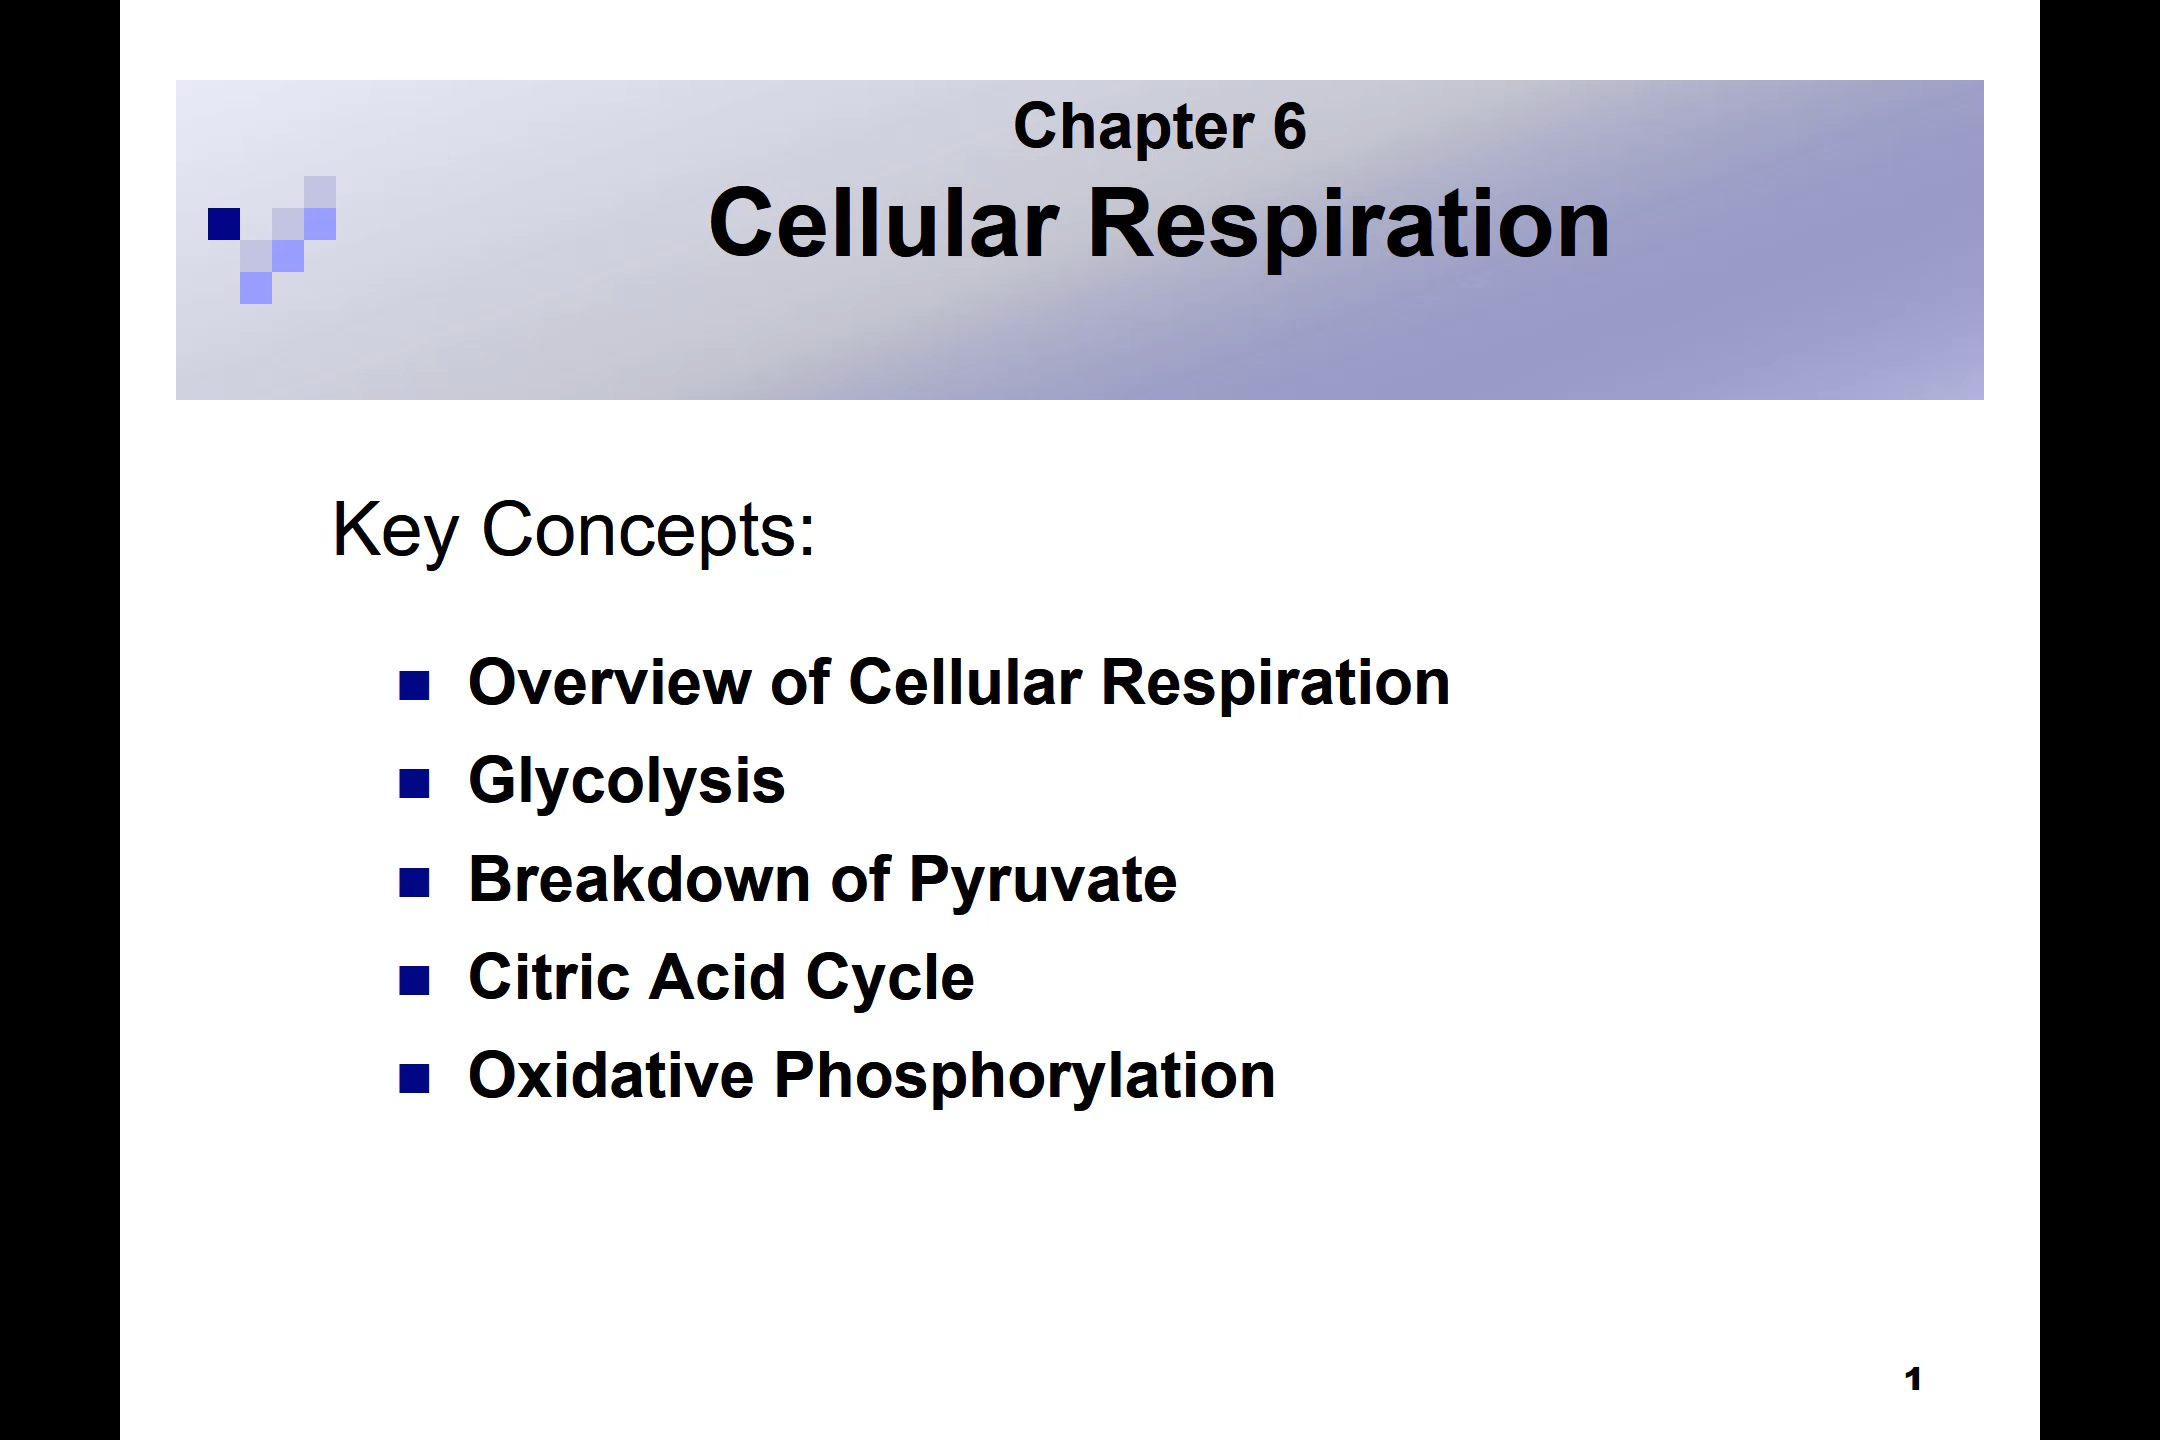 Chapter 6
Cellular Respiration
Key Concepts:
Overview of Cellular Respiration
Glycolysis
Breakdown of Pyruvate
Citric Acid Cycle
Oxidative Phosphorylation
1